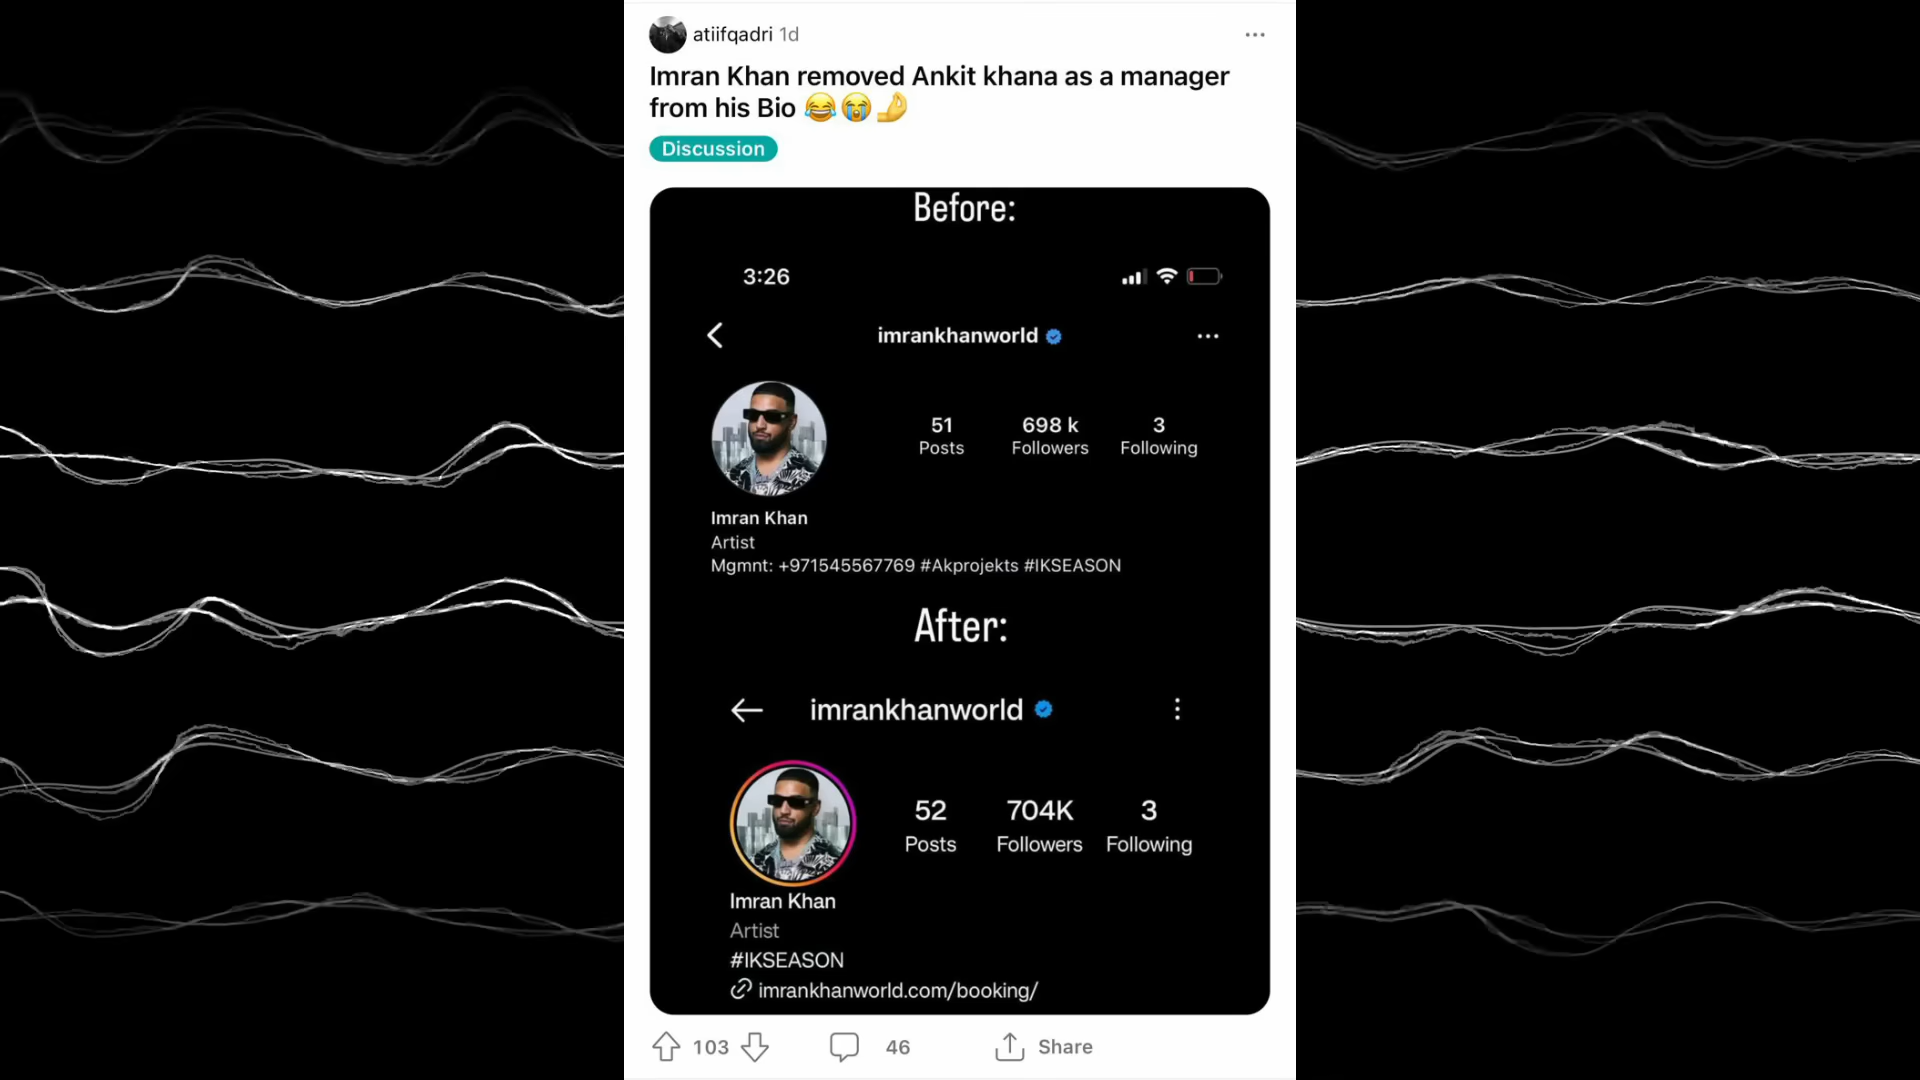 atiifqadri 1d
Imran Khan removed Ankit khana as a manager
from his Bio 😂😭👌
Discussion
Before:
3:26
imrankhanworld
51 698 k 3
Posts Followers Following
Imran Khan
Artist
Mgmnt: +971545567769 #Akprojekts #IKSEASON
After:
imrankhanworld
52 704K 3
Posts Followers Following
Imran Khan
Artist
#IKSEASON
imrankhanworld.com/booking/
103 46 Share